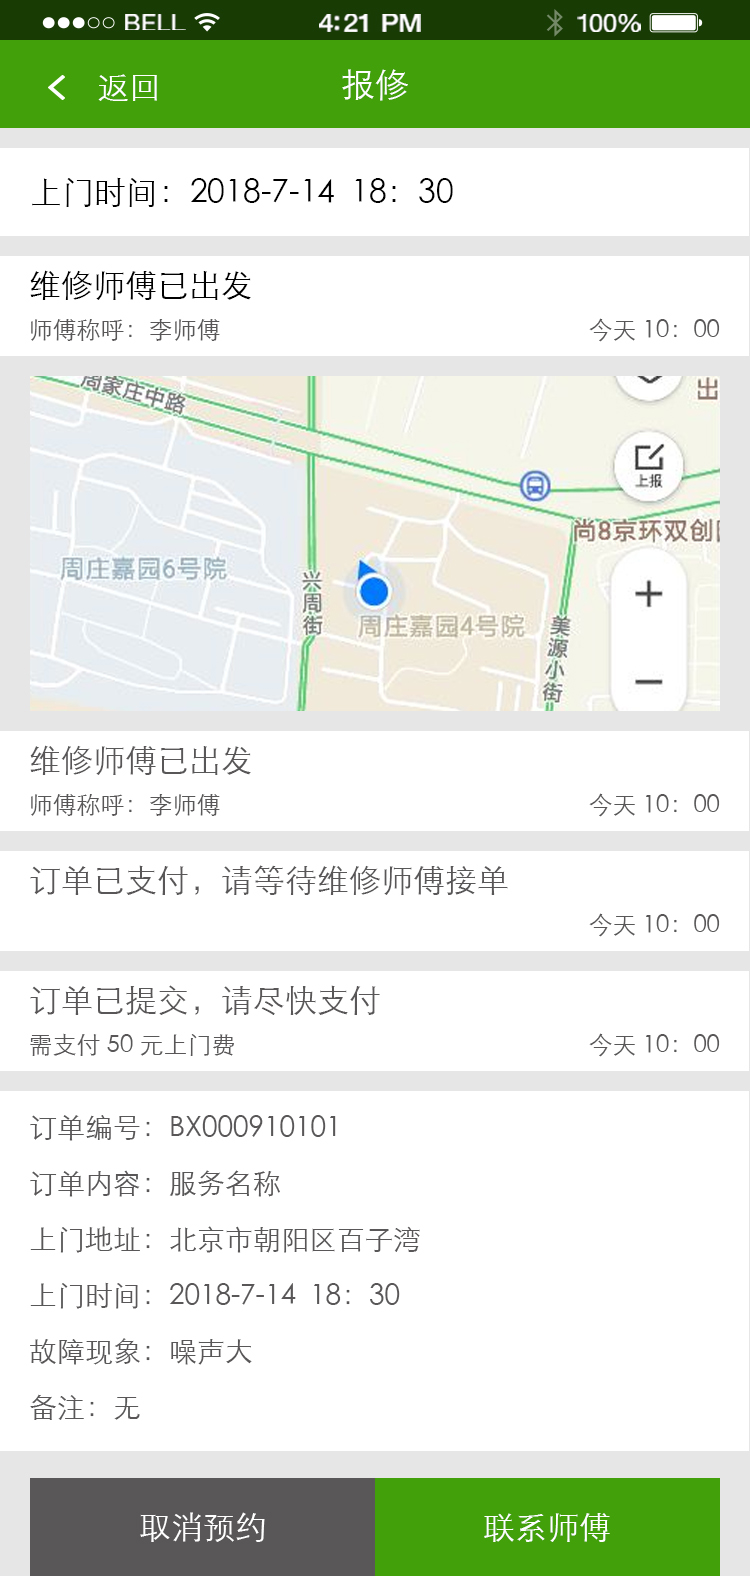 BELL 4:21 PM 100%
返回 报修
上门时间：2018-7-14 18：30
维修师傅已出发
师傅称呼：李师傅 今天 10：00
周家庄中路
出
上报
尚8京环双创
周庄嘉园6号院
兴周街
周庄嘉园4号院
美源小街
维修师傅已出发
师傅称呼：李师傅 今天 10：00
订单已支付，请等待维修师傅接单
今天 10：00
订单已提交，请尽快支付
需支付 50 元上门费 今天 10：00
订单编号：BX000910101
订单内容：服务名称
上门地址：北京市朝阳区百子湾
上门时间：2018-7-14 18：30
故障现象：噪声大
备注：无
取消预约 联系师傅